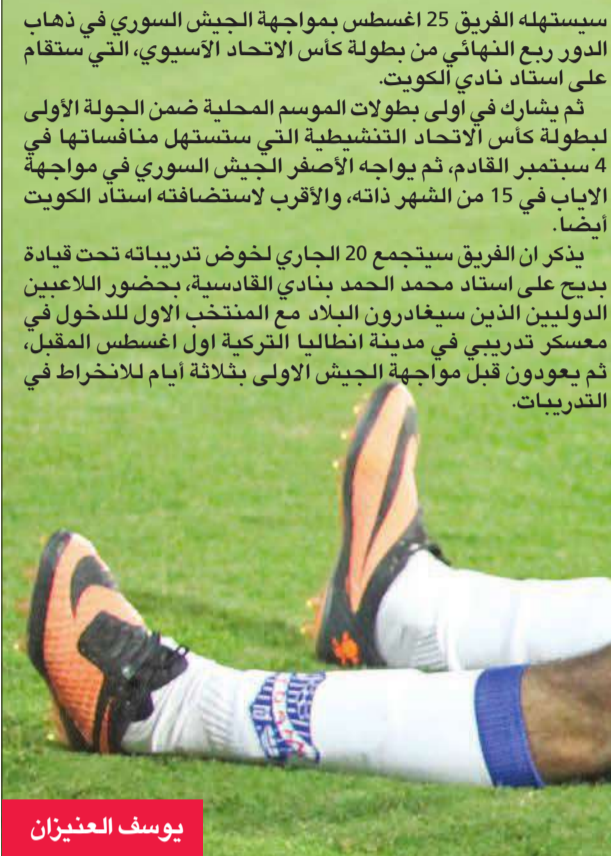 سيستهله الفريق 25 اغسطس بمواجهة الجيش السوري في ذهاب
الدور ربع النهائي من بطولة كأس الاتحاد الآسيوي، التي ستقام
على استاد نادي الكويت.
ثم يشارك في اولى بطولات الموسم المحلية ضمن الجولة الأولى
لبطولة كأس الاتحاد التنشيطية التي ستستهل منافساتها في
4 سبتمبر القادم، ثم يواجه الأصفر الجيش السوري في مواجهة
الاياب في 15 من الشهر ذاته، والأقرب لاستضافته استاد الكويت
أيضا.
يذكر ان الفريق سيتجمع 20 الجاري لخوض تدريباته تحت قيادة
بديح على استاد محمد الحمد بنادي القادسية، بحضور اللاعبين
الدوليين الذين سيغادرون البلاد مع المنتخب الاول للدخول في
معسكر تدريبي في مدينة انطاليا التركية اول اغسطس المقبل،
ثم يعودون قبل مواجهة الجيش الاولى بثلاثة أيام للانخراط في
التدريبات.
يوسف العنيزان